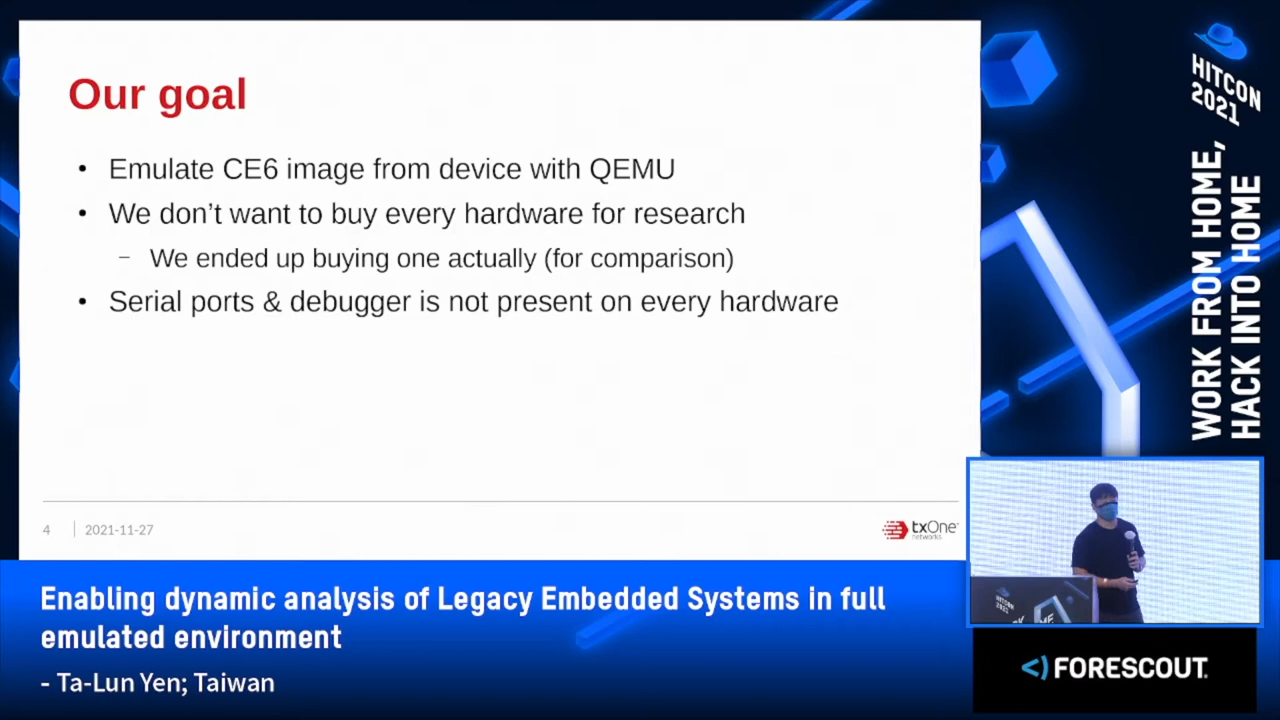 Our goal
• Emulate CE6 image from device with QEMU
• We don't want to buy every hardware for research
– We ended up buying one actually (for comparison)
• Serial ports & debugger is not present on every hardware
4
2021-11-27
txOne
networks
HITCON
2021
WORK FROM HOME,
HACK INTO HOME
HITCON
2021
Enabling dynamic analysis of Legacy Embedded Systems in full
emulated environment
- Ta-Lun Yen; Taiwan
FORESCOUT.